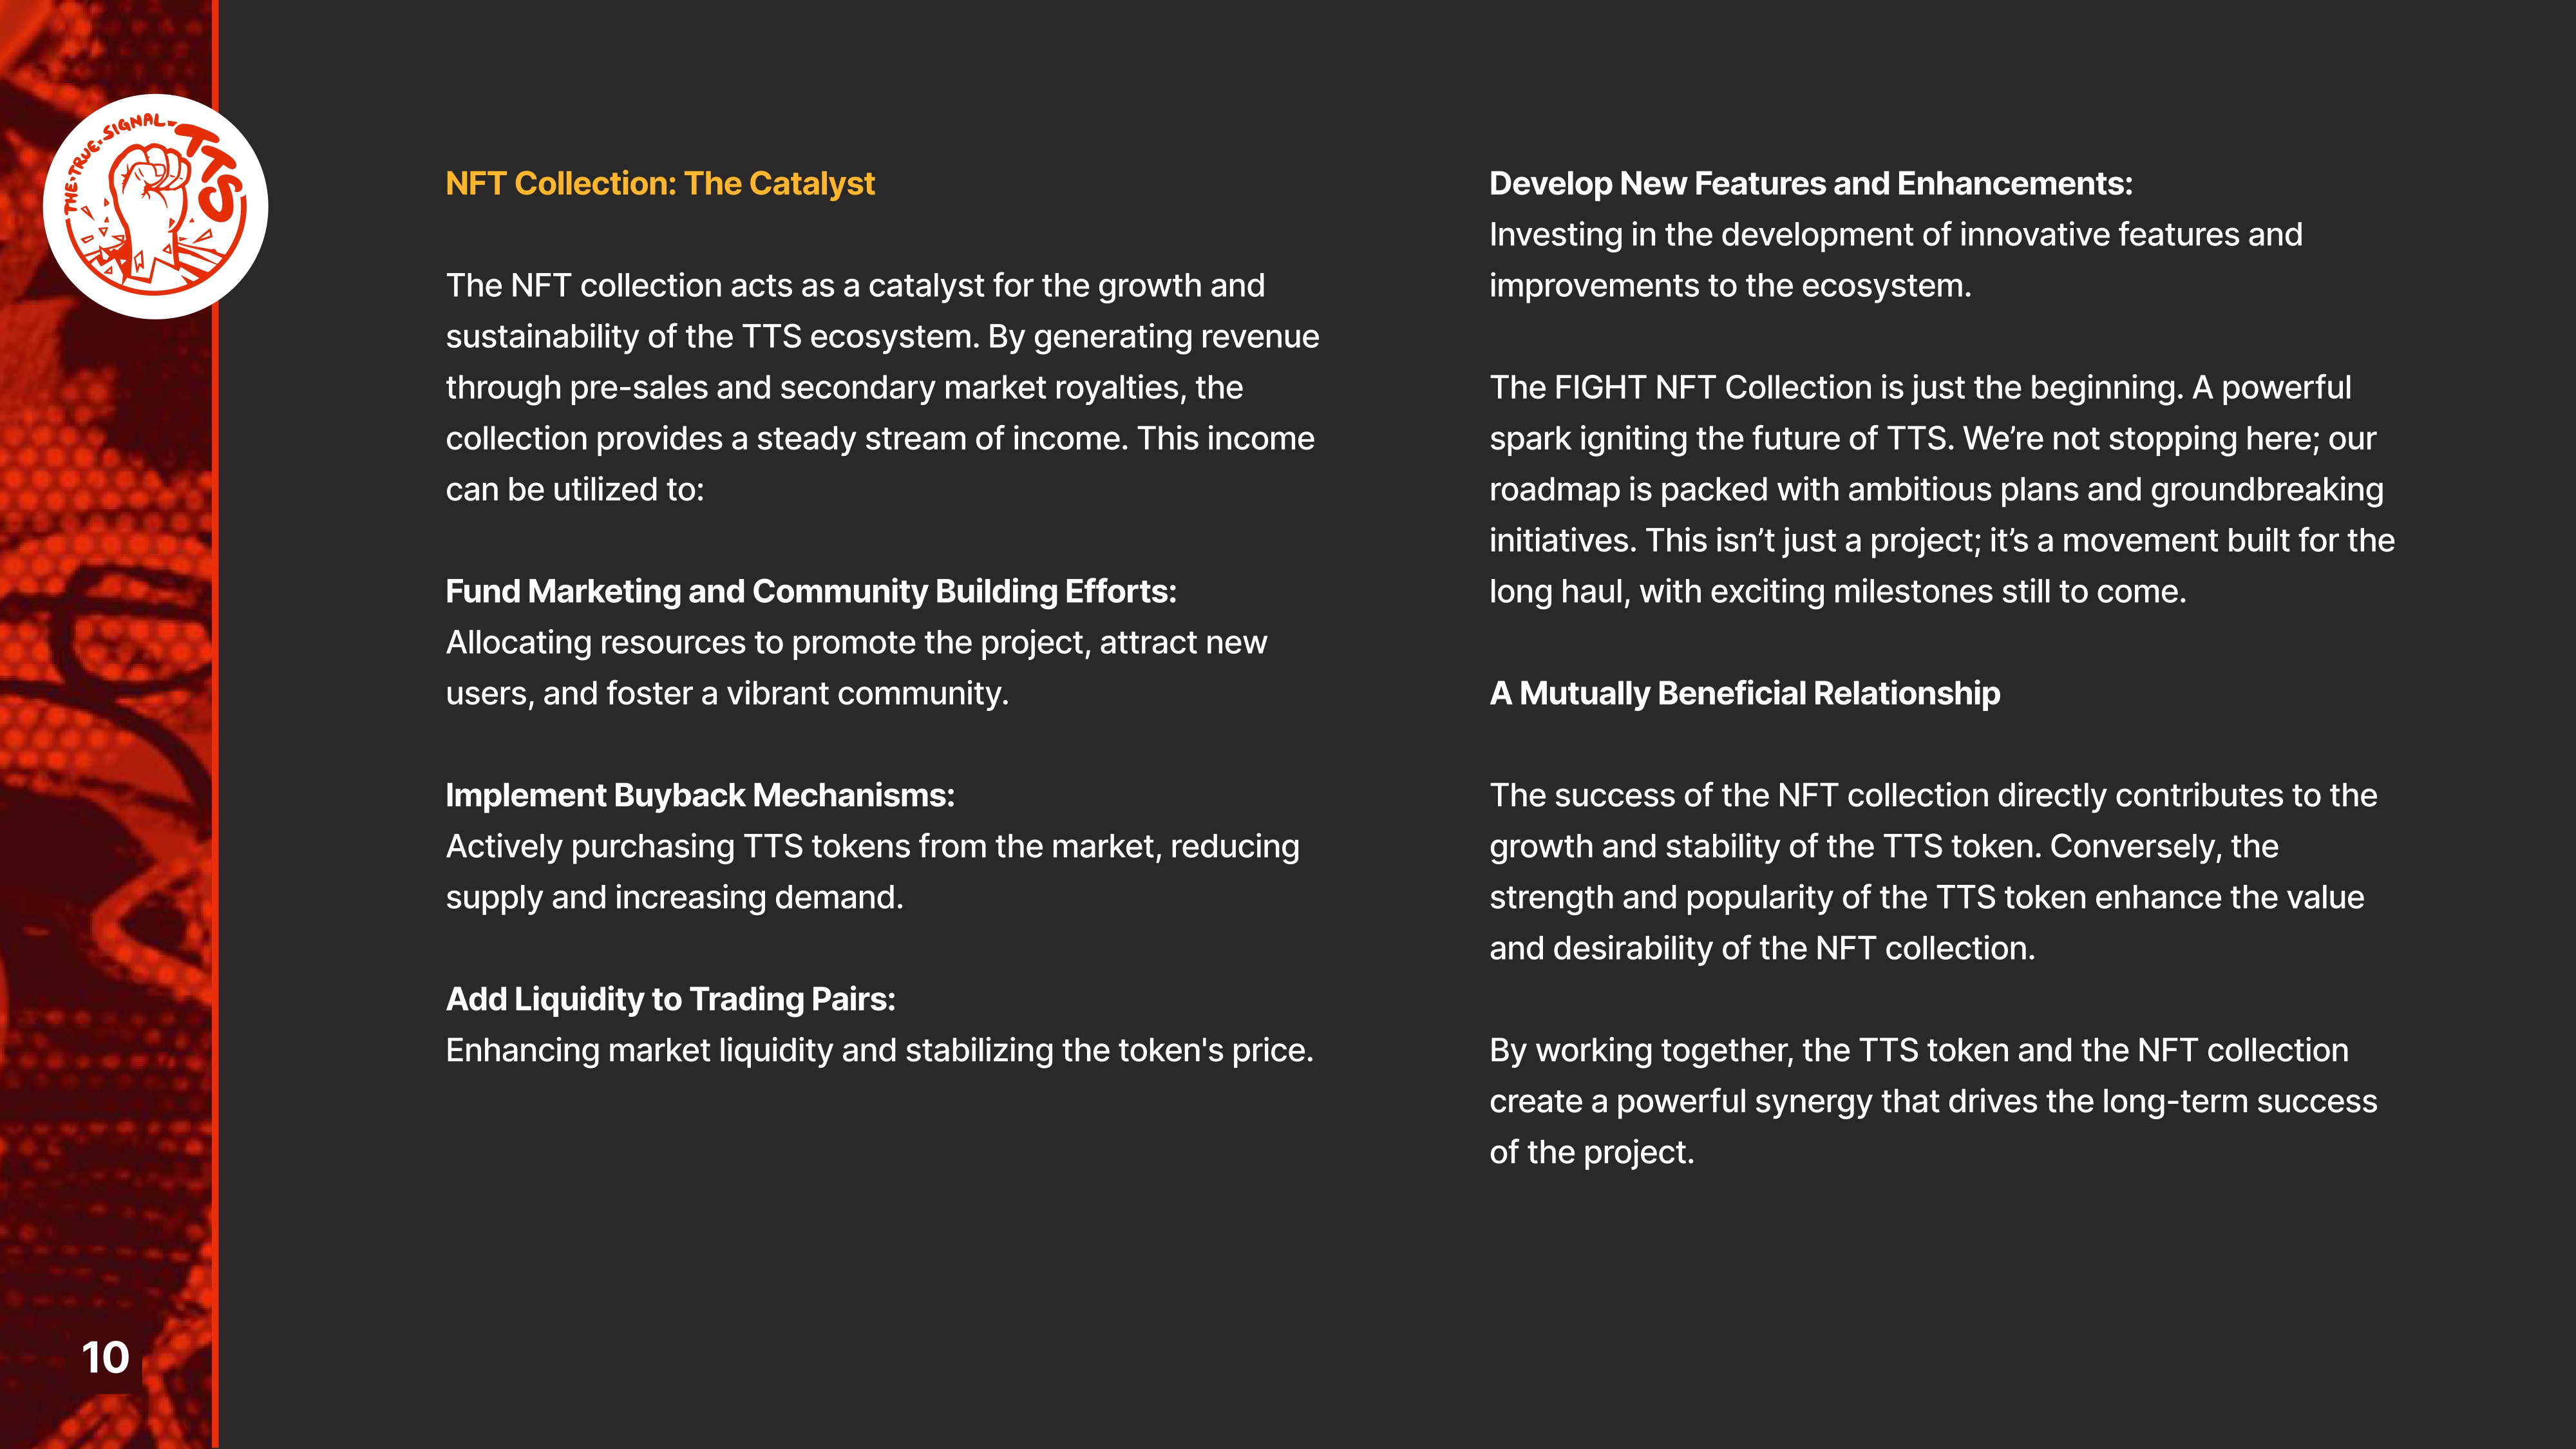 THE•TRUE•SIGNAL•
TTS
NFT Collection: The Catalyst
The NFT collection acts as a catalyst for the growth and
sustainability of the TTS ecosystem. By generating revenue
through pre-sales and secondary market royalties, the
collection provides a steady stream of income. This income
can be utilized to:
Fund Marketing and Community Building Efforts:
Allocating resources to promote the project, attract new
users, and foster a vibrant community.
Implement Buyback Mechanisms:
Actively purchasing TTS tokens from the market, reducing
supply and increasing demand.
Add Liquidity to Trading Pairs:
Enhancing market liquidity and stabilizing the token's price.
Develop New Features and Enhancements:
Investing in the development of innovative features and
improvements to the ecosystem.
The FIGHT NFT Collection is just the beginning. A powerful
spark igniting the future of TTS. We’re not stopping here; our
roadmap is packed with ambitious plans and groundbreaking
initiatives. This isn’t just a project; it’s a movement built for the
long haul, with exciting milestones still to come.
A Mutually Beneficial Relationship
The success of the NFT collection directly contributes to the
growth and stability of the TTS token. Conversely, the
strength and popularity of the TTS token enhance the value
and desirability of the NFT collection.
By working together, the TTS token and the NFT collection
create a powerful synergy that drives the long-term success
of the project.
10